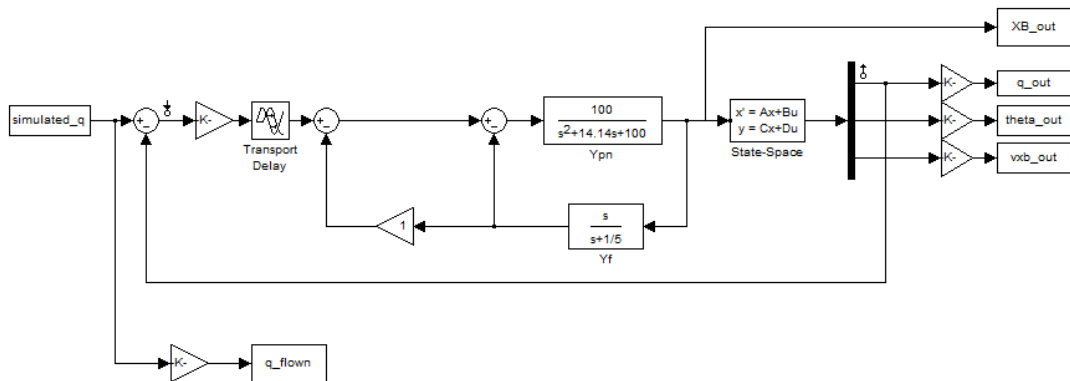 XB_out
simulated_q
+
−
K-
Transport
Delay
+
−
+
−
100
s²+14.14s+100
Ypn
x' = Ax+Bu
y = Cx+Du
State-Space
K-
q_out
K-
theta_out
K-
vxb_out
1
s
s+1/5
Yf
K-
q_flown